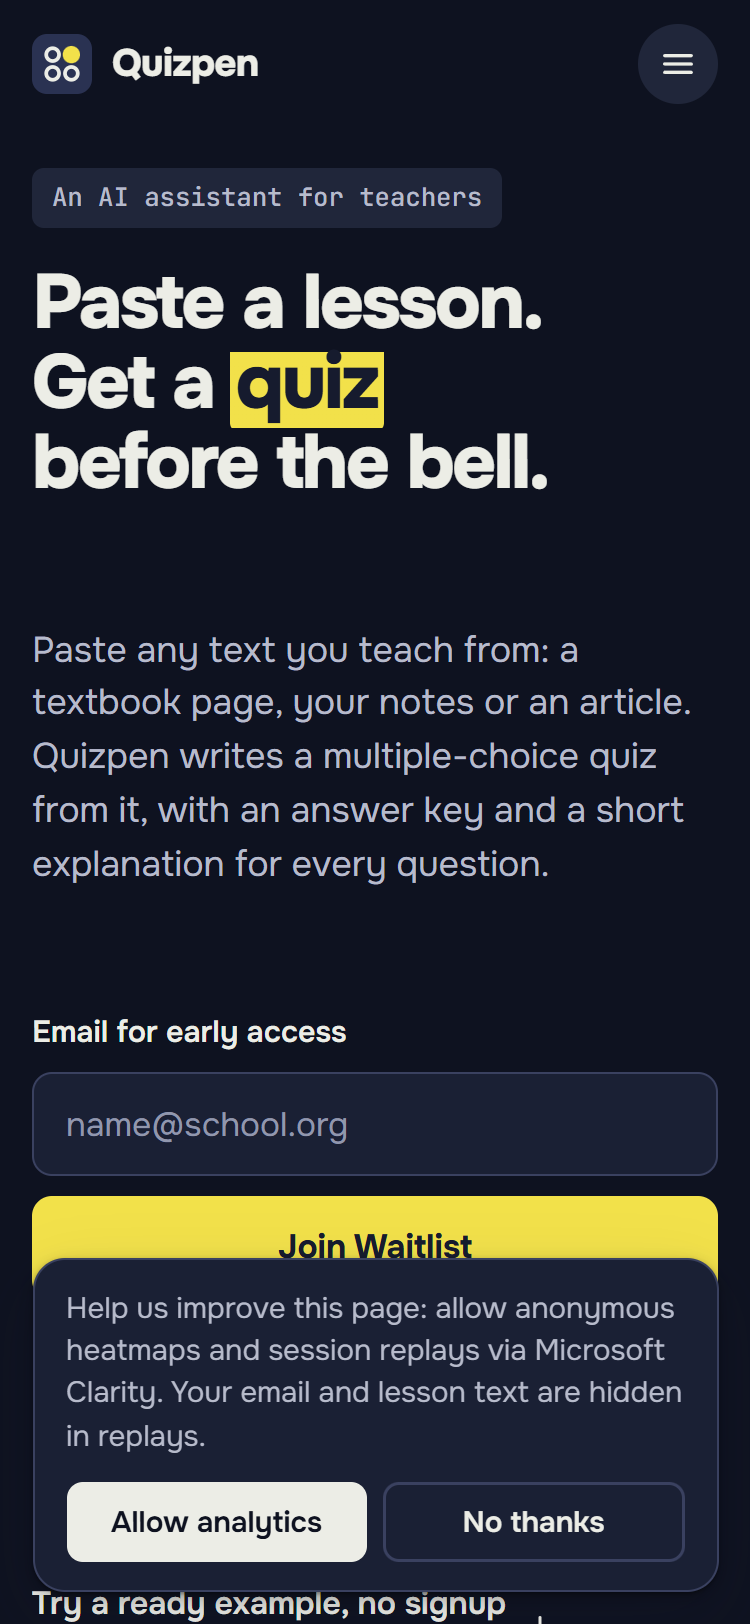 Quizpen
An AI assistant for teachers
Paste a lesson.
Get a quiz
before the bell.
Paste any text you teach from: a
textbook page, your notes or an article.
Quizpen writes a multiple-choice quiz
from it, with an answer key and a short
explanation for every question.
Email for early access
name@school.org
Join Waitlist
Help us improve this page: allow anonymous
heatmaps and session replays via Microsoft
Clarity. Your email and lesson text are hidden
in replays.
Allow analytics
No thanks
Try a ready example, no signup